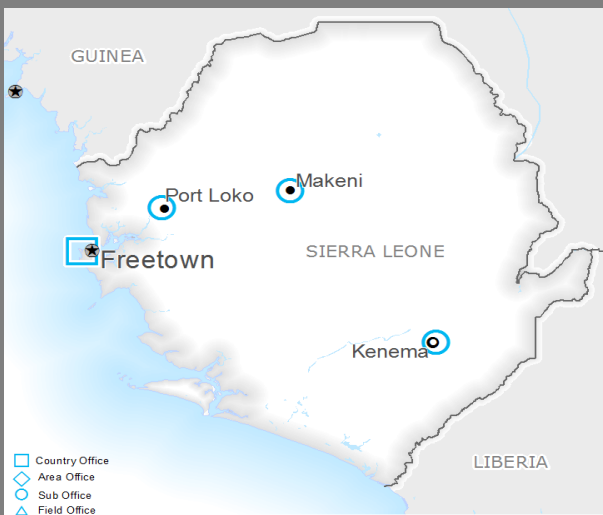 GUINEA
Makeni
Port Loko
SIERRA LEONE
Freetown
Kenema
LIBERIA
Country Office
Area Office
Sub Office
Field Office